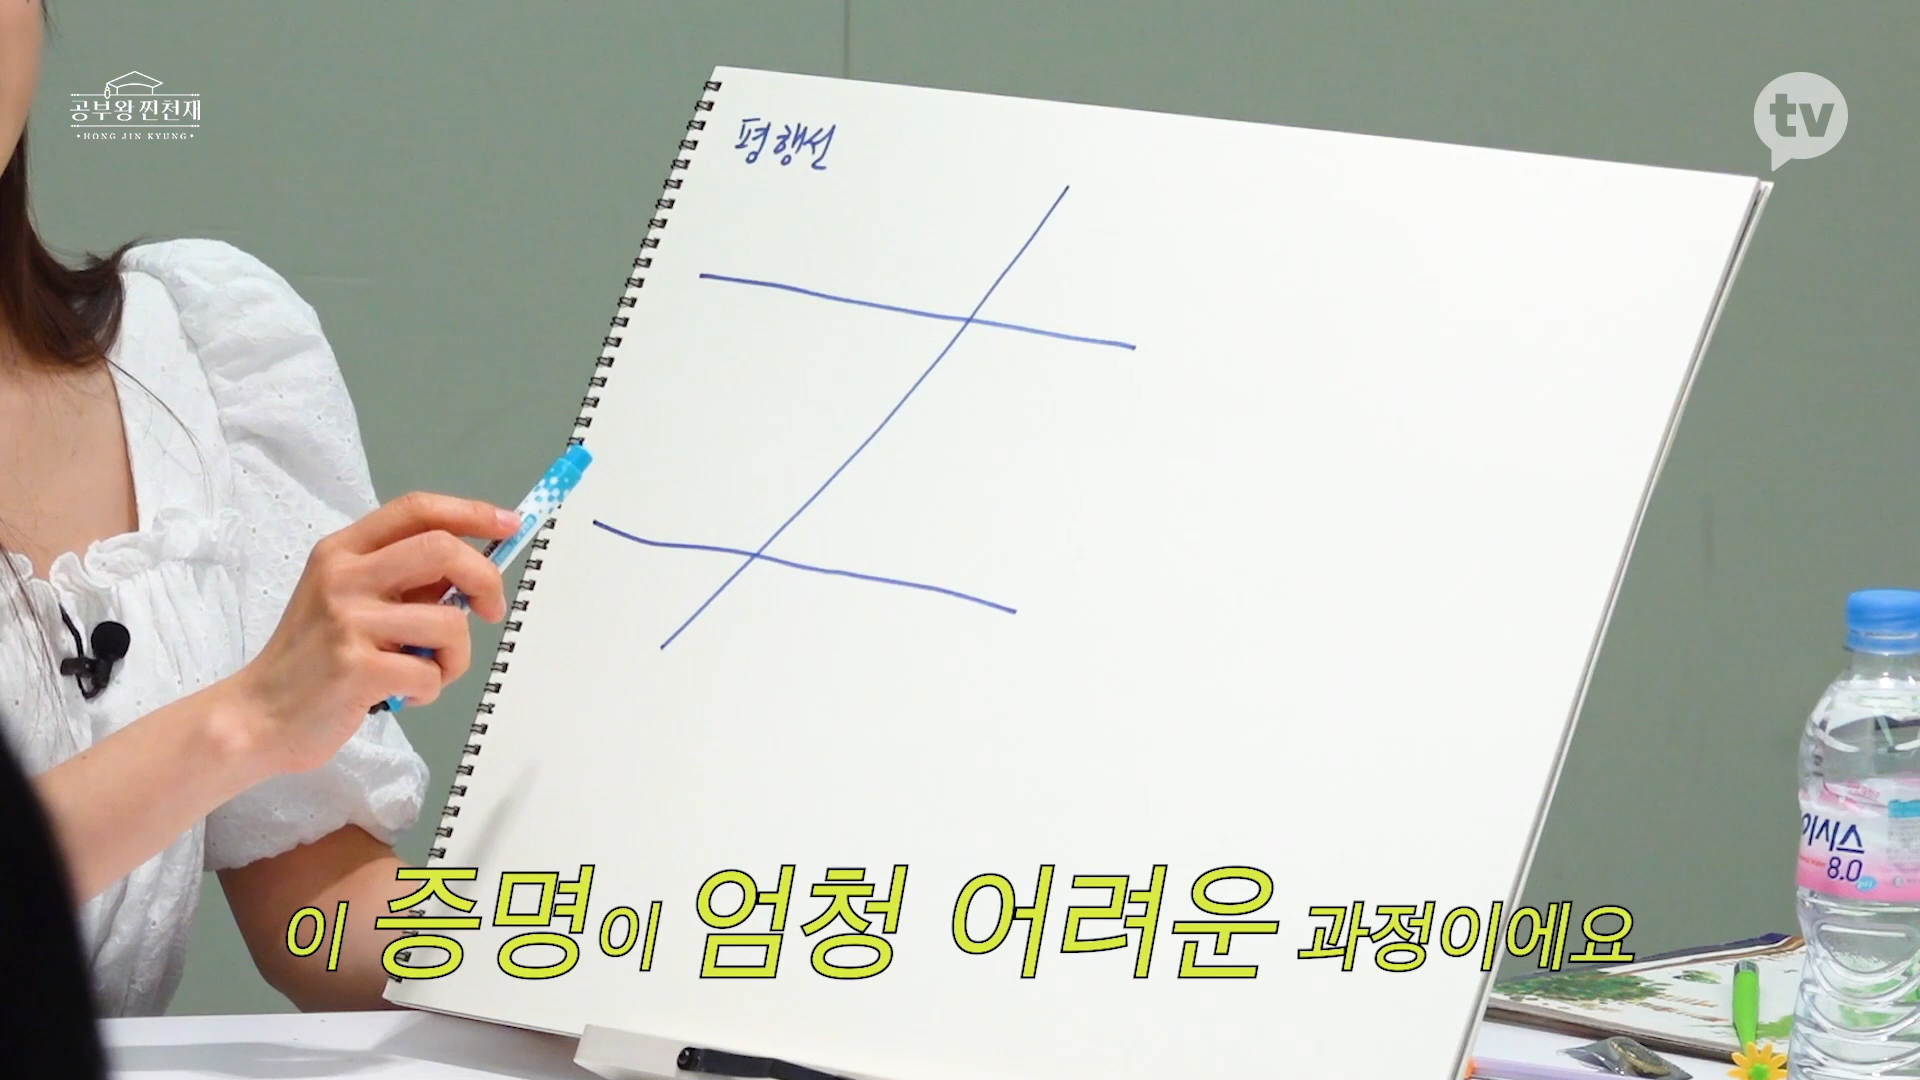 공부왕찐천재
• HONG JIN KYUNG •
tv
평행선
이시스
8.0
pH
이 증명이 엄청 어려운 과정이에요